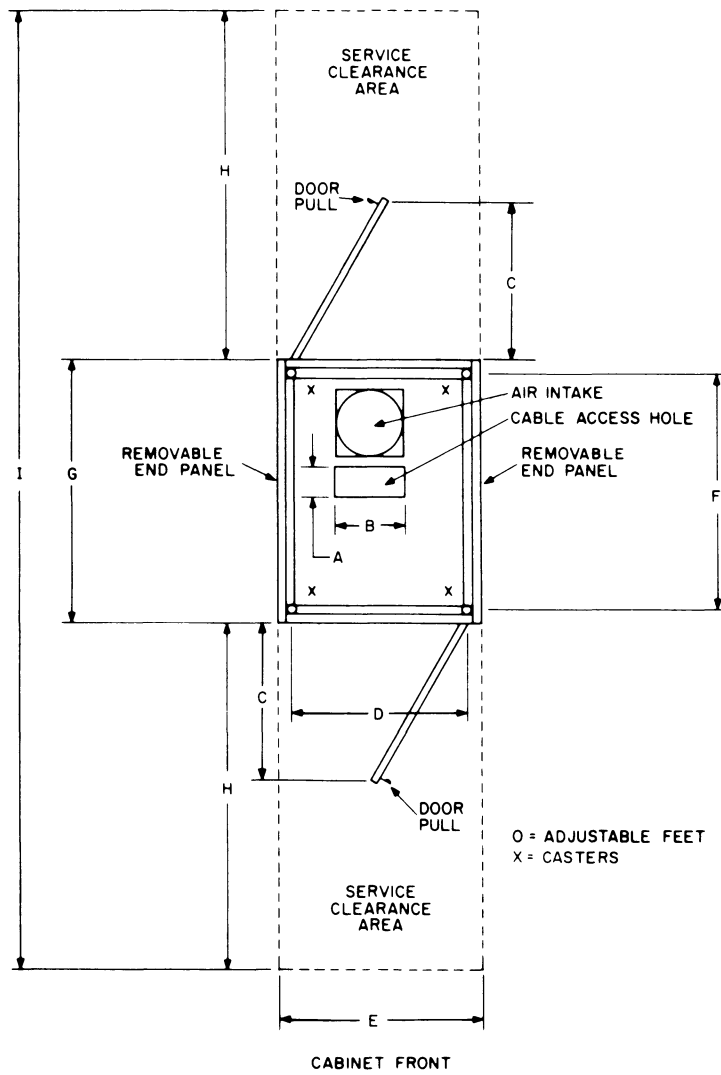 SERVICE
CLEARANCE
AREA
H
DOOR
PULL
C
AIR INTAKE
CABLE ACCESS HOLE
X
X
REMOVABLE
END PANEL
REMOVABLE
END PANEL
I
G
F
B
A
X
X
C
D
H
DOOR
PULL
O = ADJUSTABLE FEET
X = CASTERS
SERVICE
CLEARANCE
AREA
E
CABINET FRONT